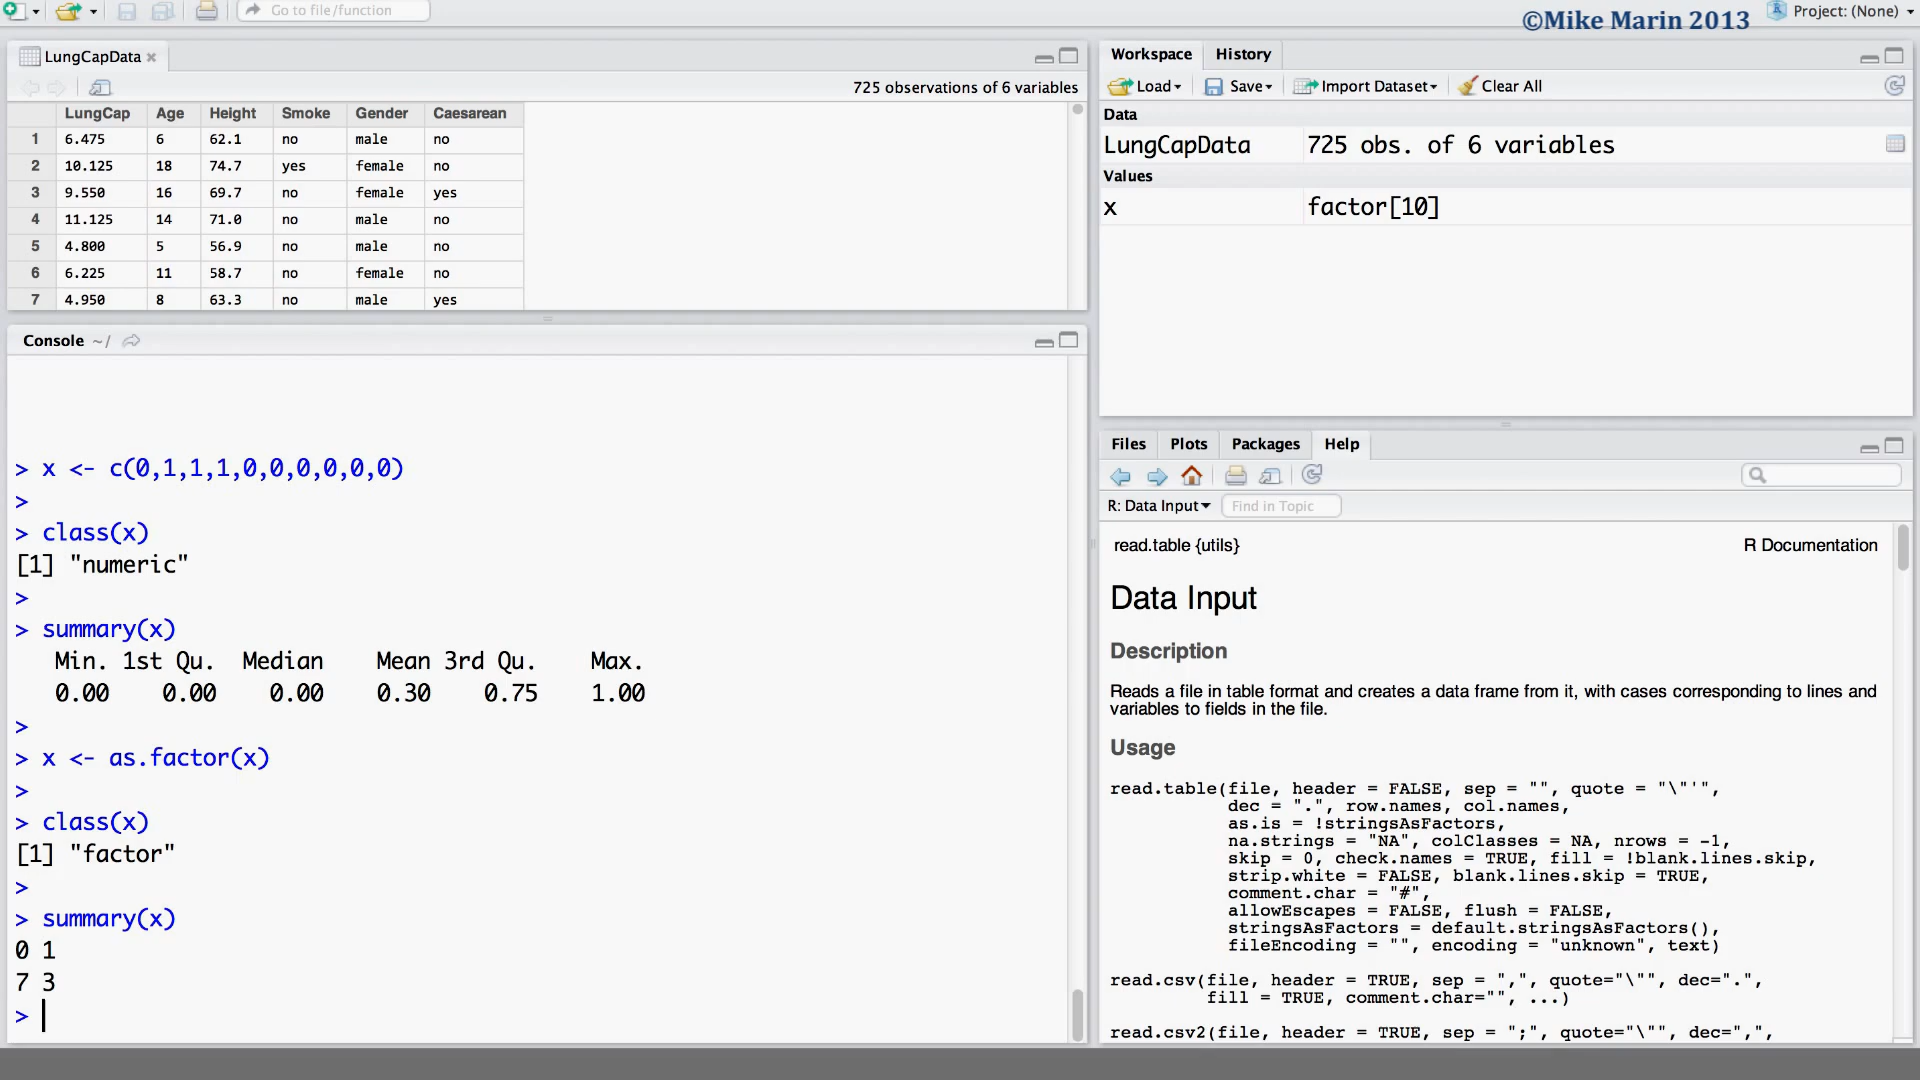 Go to file/function
©Mike Marin 2013
Project: (None)
LungCapData
725 observations of 6 variables
LungCap Age Height Smoke Gender Caesarean
1 6.475 6 62.1 no male no
2 10.125 18 74.7 yes female no
3 9.550 16 69.7 no female yes
4 11.125 14 71.0 no male no
5 4.800 5 56.9 no male no
6 6.225 11 58.7 no female no
7 4.950 8 63.3 no male yes
Console ~/
> x <- c(0,1,1,1,0,0,0,0,0,0)
>
> class(x)
[1] "numeric"
>
> summary(x)
Min. 1st Qu. Median Mean 3rd Qu. Max.
0.00 0.00 0.00 0.30 0.75 1.00
>
> x <- as.factor(x)
>
> class(x)
[1] "factor"
>
> summary(x)
0 1
7 3
>
Workspace History
Load Save Import Dataset Clear All
Data
LungCapData 725 obs. of 6 variables
Values
x factor[10]
Files Plots Packages Help
R: Data Input Find in Topic
read.table {utils} R Documentation
Data Input
Description
Reads a file in table format and creates a data frame from it, with cases corresponding to lines and
variables to fields in the file.
Usage
read.table(file, header = FALSE, sep = "", quote = "\"'",
dec = ".", row.names, col.names,
as.is = !stringsAsFactors,
na.strings = "NA", colClasses = NA, nrows = -1,
skip = 0, check.names = TRUE, fill = !blank.lines.skip,
strip.white = FALSE, blank.lines.skip = TRUE,
comment.char = "#",
allowEscapes = FALSE, flush = FALSE,
stringsAsFactors = default.stringsAsFactors(),
fileEncoding = "", encoding = "unknown", text)
read.csv(file, header = TRUE, sep = ",", quote="\"", dec=".",
fill = TRUE, comment.char="", ...)
read.csv2(file, header = TRUE, sep = ";", quote="\"", dec=",",